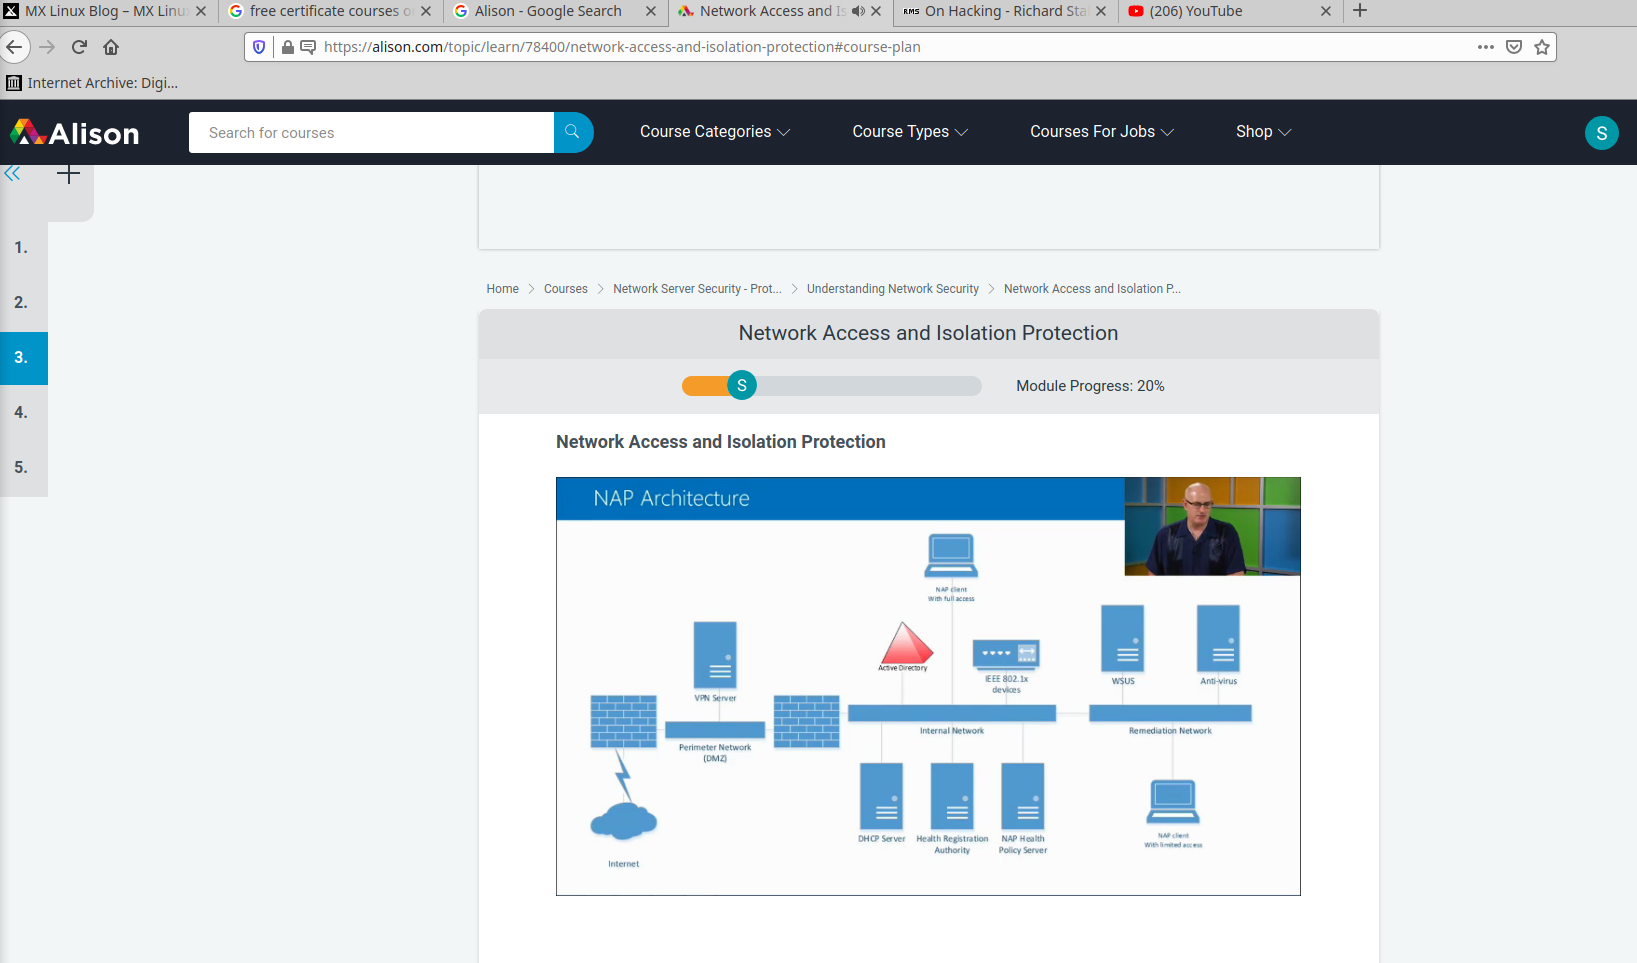 MX Linux Blog – MX Linu
free certificate courses o
Alison - Google Search
Network Access and Is
RMS On Hacking - Richard Sta
(206) YouTube
https://alison.com/topic/learn/78400/network-access-and-isolation-protection#course-plan
Internet Archive: Digi...
Alison
Search for courses
Course Categories
Course Types
Courses For Jobs
Shop
S
1.
2.
3.
4.
5.
Home
Courses
Network Server Security - Prot...
Understanding Network Security
Network Access and Isolation P...
Network Access and Isolation Protection
S
Module Progress: 20%
Network Access and Isolation Protection
NAP Architecture
NAP client
With full access
Active Directory
IEEE 802.1x
devices
WSUS
Anti-virus
VPN Server
Perimeter Network
(DMZ)
Internal Network
Remediation Network
DHCP Server
Health Registration
Authority
NAP Health
Policy Server
NAP client
With limited access
Internet